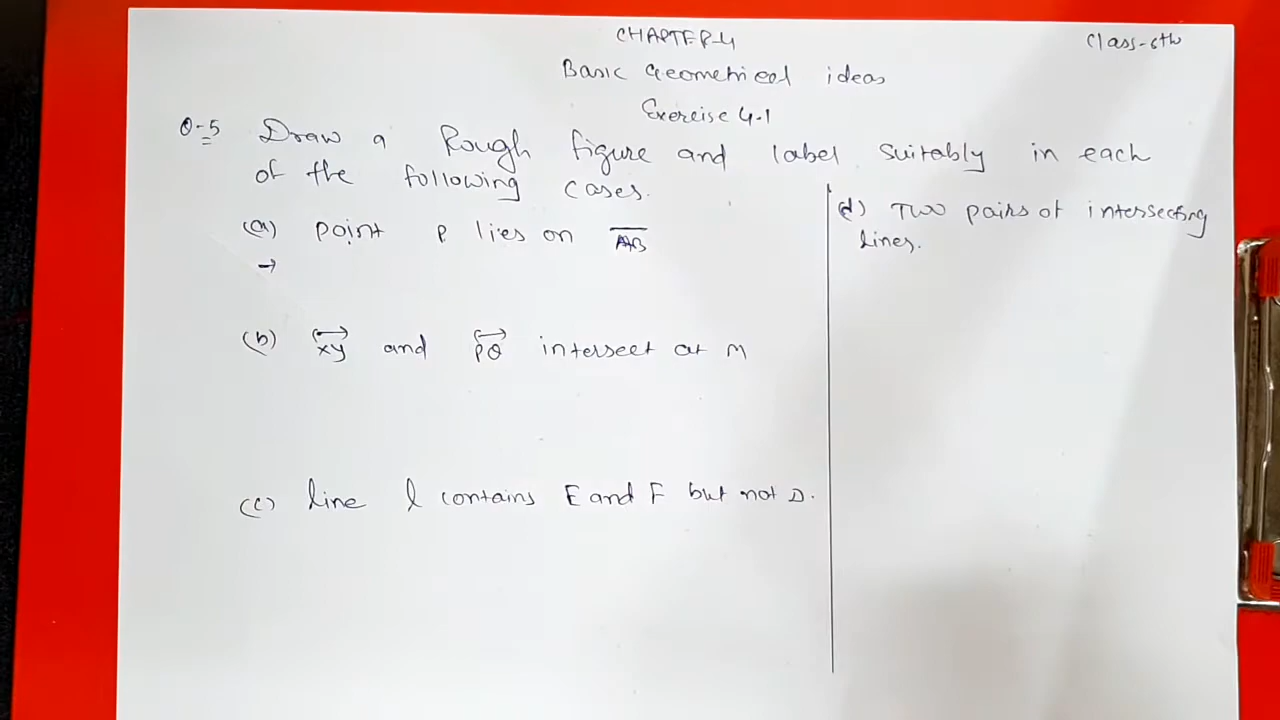 CHAPTER-4
Class-6th
Basic Geometrical ideas
Exercise 4.1
Q-5 Draw a Rough figure and label suitably in each
of the following cases.
(a) point P lies on AB
→
(b) XY and PQ intersect at M
(c) line l contains E and F but not D.
(d) Two pairs of intersecting
lines.